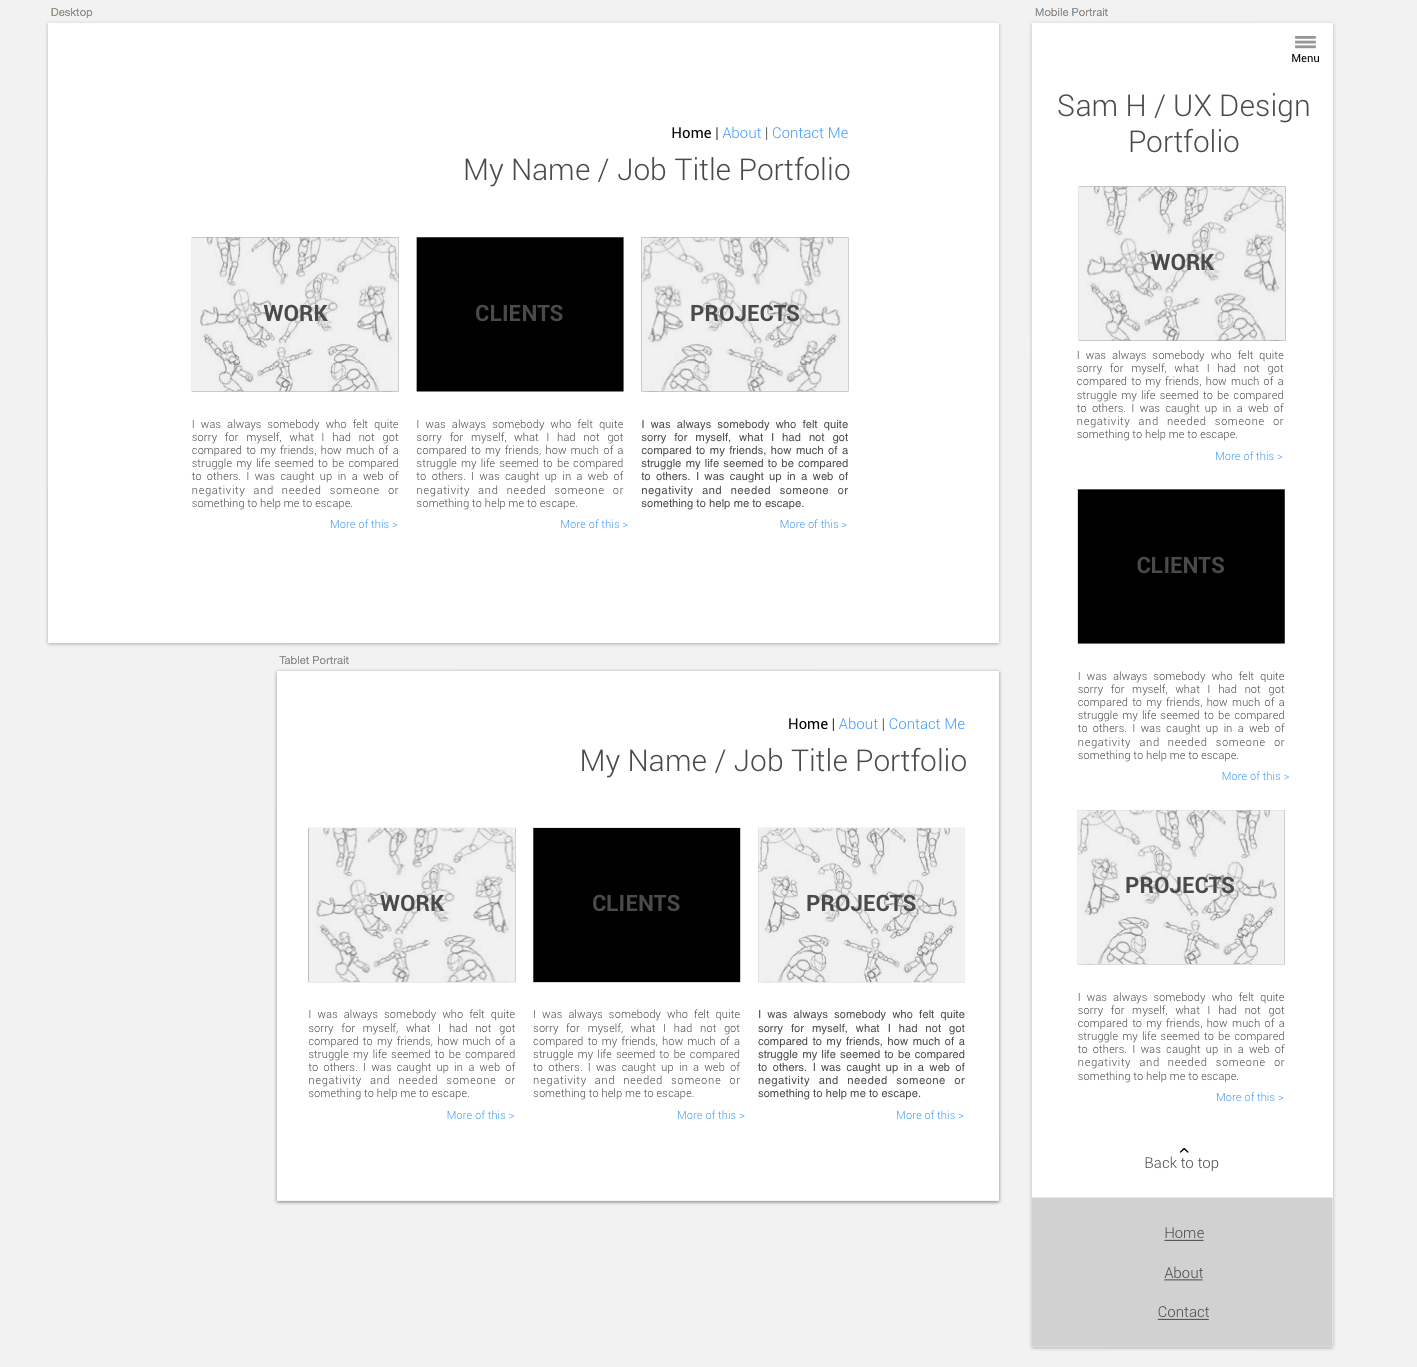 Desktop
Home | About | Contact Me
My Name / Job Title Portfolio
WORK
CLIENTS
PROJECTS
I was always somebody who felt quite
sorry for myself, what I had not got
compared to my friends, how much of a
struggle my life seemed to be compared
to others. I was caught up in a web of
negativity and needed someone or
something to help me to escape.
More of this >
I was always somebody who felt quite
sorry for myself, what I had not got
compared to my friends, how much of a
struggle my life seemed to be compared
to others. I was caught up in a web of
negativity and needed someone or
something to help me to escape.
More of this >
I was always somebody who felt quite
sorry for myself, what I had not got
compared to my friends, how much of a
struggle my life seemed to be compared
to others. I was caught up in a web of
negativity and needed someone or
something to help me to escape.
More of this >
Tablet Portrait
Home | About | Contact Me
My Name / Job Title Portfolio
WORK
CLIENTS
PROJECTS
I was always somebody who felt quite
sorry for myself, what I had not got
compared to my friends, how much of a
struggle my life seemed to be compared
to others. I was caught up in a web of
negativity and needed someone or
something to help me to escape.
More of this >
I was always somebody who felt quite
sorry for myself, what I had not got
compared to my friends, how much of a
struggle my life seemed to be compared
to others. I was caught up in a web of
negativity and needed someone or
something to help me to escape.
More of this >
I was always somebody who felt quite
sorry for myself, what I had not got
compared to my friends, how much of a
struggle my life seemed to be compared
to others. I was caught up in a web of
negativity and needed someone or
something to help me to escape.
More of this >
Mobile Portrait
Menu
Sam H / UX Design
Portfolio
WORK
I was always somebody who felt quite
sorry for myself, what I had not got
compared to my friends, how much of a
struggle my life seemed to be compared
to others. I was caught up in a web of
negativity and needed someone or
something to help me to escape.
More of this >
CLIENTS
I was always somebody who felt quite
sorry for myself, what I had not got
compared to my friends, how much of a
struggle my life seemed to be compared
to others. I was caught up in a web of
negativity and needed someone or
something to help me to escape.
More of this >
PROJECTS
I was always somebody who felt quite
sorry for myself, what I had not got
compared to my friends, how much of a
struggle my life seemed to be compared
to others. I was caught up in a web of
negativity and needed someone or
something to help me to escape.
More of this >
Back to top
Home
About
Contact